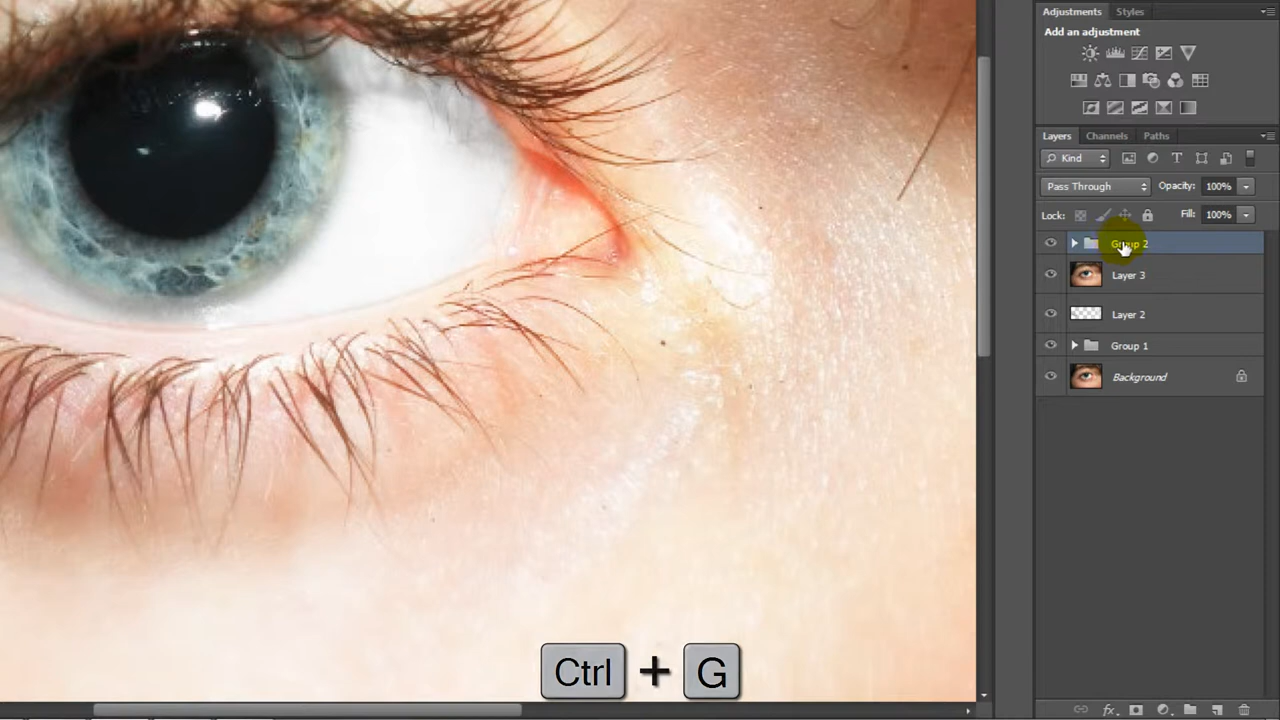 Adjustments Styles
Add an adjustment
Layers Channels Paths
Kind
Pass Through Opacity: 100%
Lock: Fill: 100%
Group 2
Layer 3
Layer 2
Group 1
Background
Ctrl + G
fx